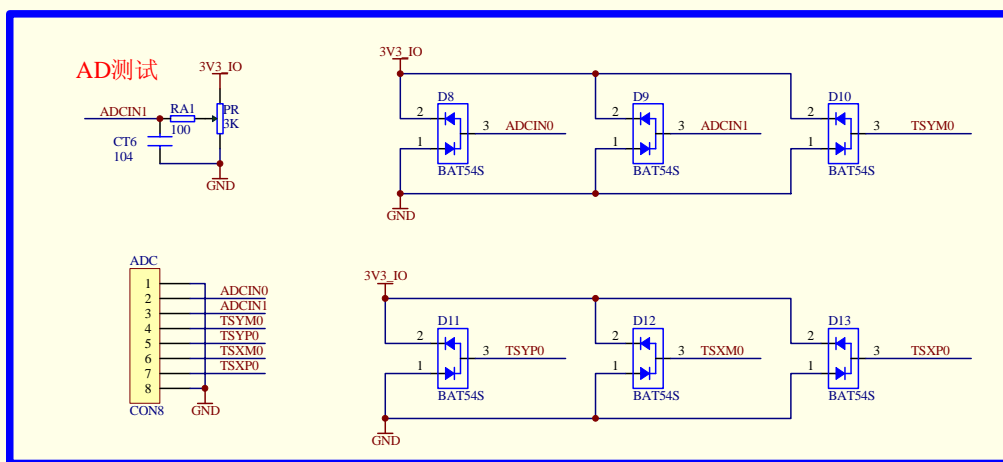 AD测试
3V3_IO
ADCIN1
RA1
100
PR
3K
CT6
104
GND
3V3_IO
D8
2
1
3
ADCIN0
BAT54S
D9
2
1
3
ADCIN1
BAT54S
D10
2
1
3
TSYM0
BAT54S
GND
ADC
1
2 ADCIN0
3 ADCIN1
4 TSYM0
5 TSYP0
6 TSXM0
7 TSXP0
8
CON8
GND
3V3_IO
D11
2
1
3
TSYP0
BAT54S
D12
2
1
3
TSXM0
BAT54S
D13
2
1
3
TSXP0
BAT54S
GND